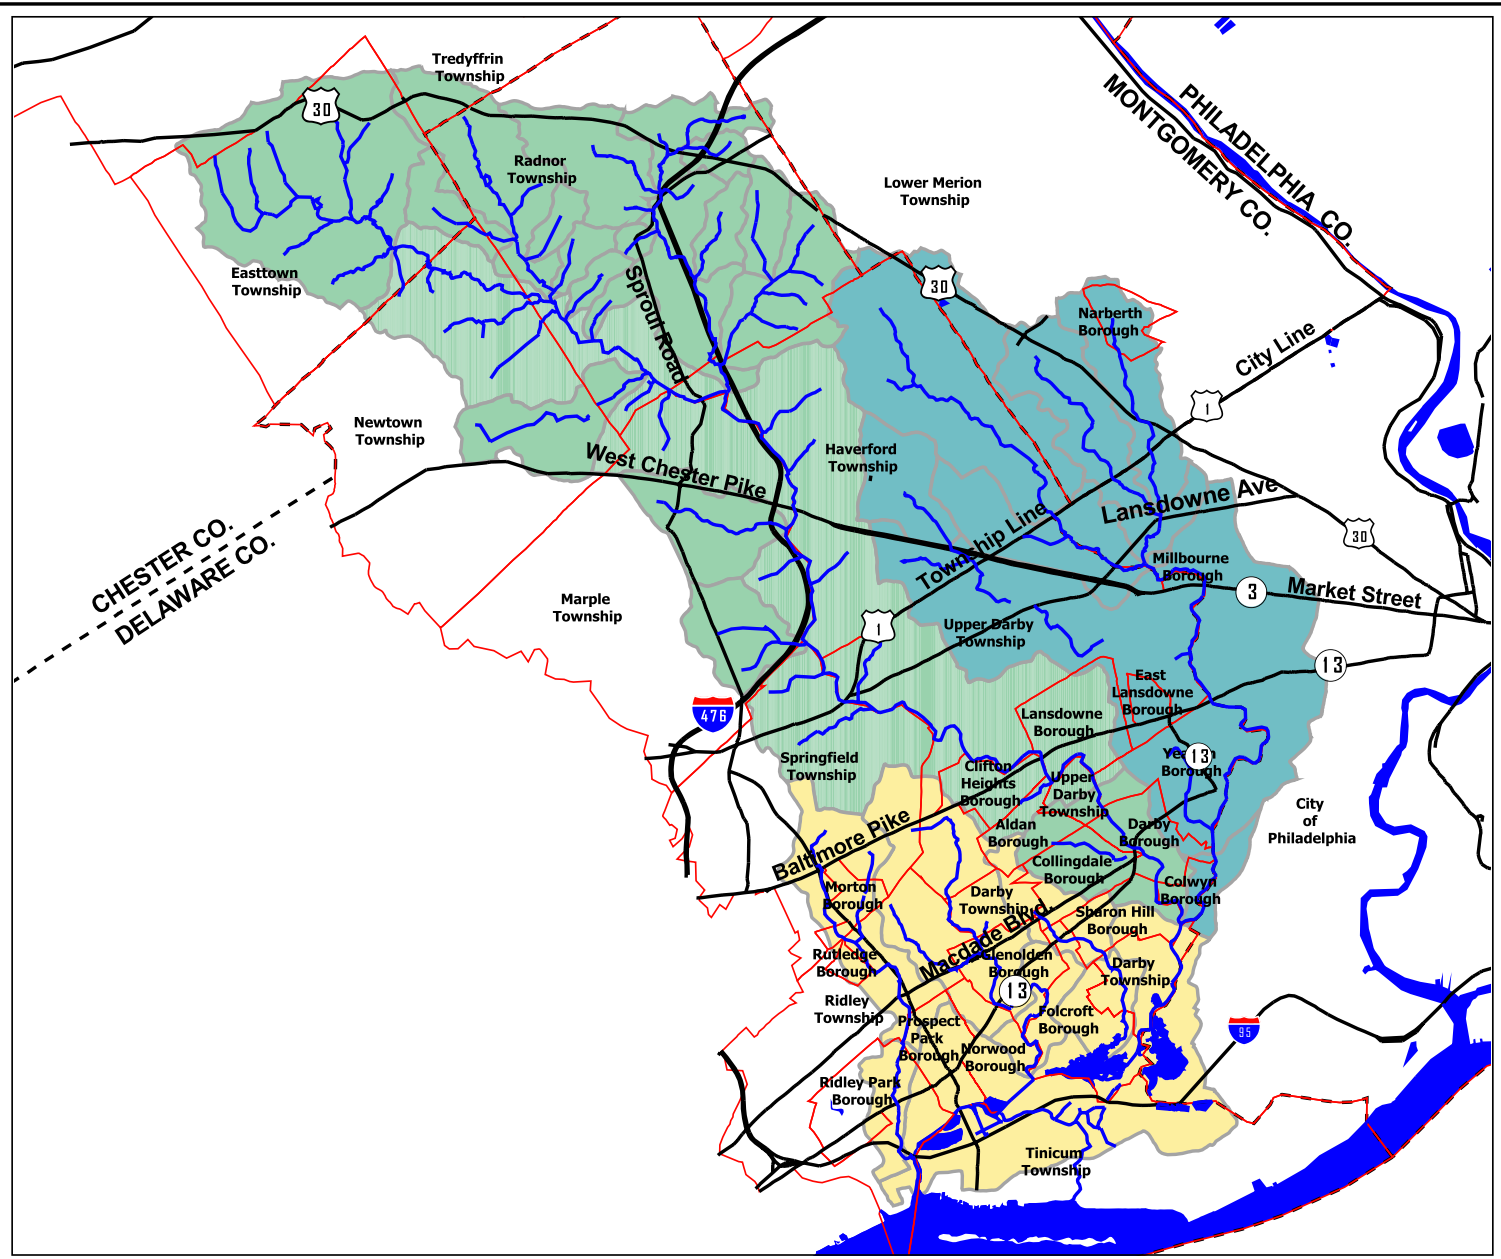 Tredyffrin
Township
30
Radnor
Township
Lower Merion
Township
PHILADELPHIA CO.
MONTGOMERY CO.
Easttown
Township
Sproul Road
30
Narberth
Borough
City Line
1
Newtown
Township
West Chester Pike
Haverford
Township
Lansdowne Ave
Township Line
30
CHESTER CO.
DELAWARE CO.
Millbourne
Borough
3
Market Street
Marple
Township
1
Upper Darby
Township
13
East
Lansdowne
Borough
476
Lansdowne
Borough
Springfield
Township
13
Borough
Clifton
Heights
Borough
Upper
Darby
Township
City
of
Philadelphia
Baltimore Pike
Aldan
Borough
Darby
Borough
Collingdale
Borough
Morton
Borough
Darby
Township
Colwyn
Borough
Macdade Blvd.
Sharon Hill
Borough
Rutledge
Borough
Glenolden
Borough
Darby
Township
13
Ridley
Township
Prospect
Park
Borough
Folcroft
Borough
95
Norwood
Borough
Ridley Park
Borough
Tinicum
Township